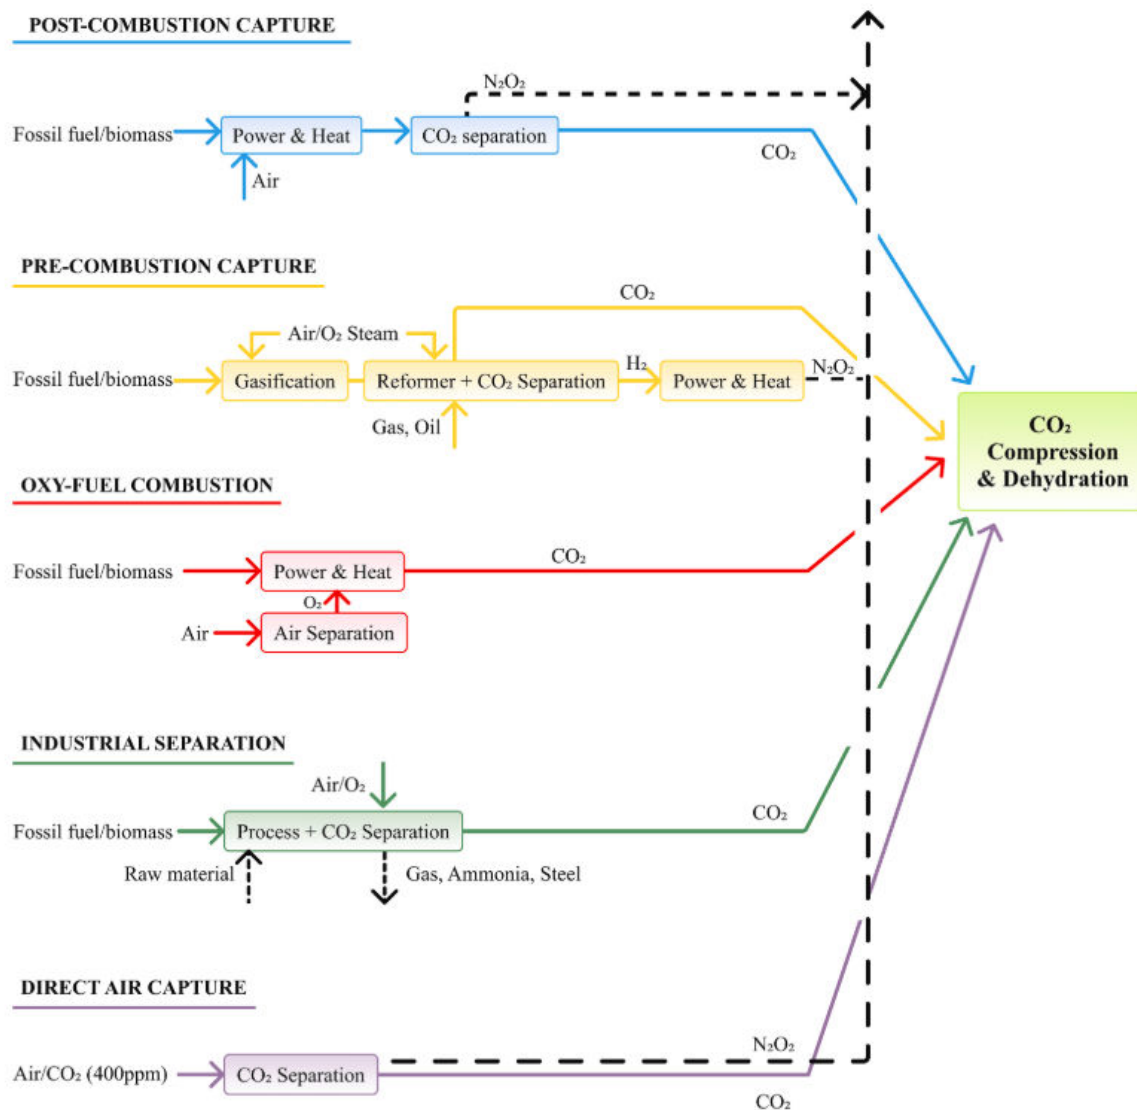 POST-COMBUSTION CAPTURE
N₂O₂
Fossil fuel/biomass
Power & Heat
CO₂ separation
CO₂
Air
PRE-COMBUSTION CAPTURE
CO₂
Air/O₂ Steam
Fossil fuel/biomass
Gasification
Reformer + CO₂ Separation
H₂
Power & Heat
N₂O₂
Gas, Oil
CO₂
Compression
& Dehydration
OXY-FUEL COMBUSTION
CO₂
Fossil fuel/biomass
Power & Heat
O₂
Air
Air Separation
INDUSTRIAL SEPARATION
Air/O₂
CO₂
Fossil fuel/biomass
Process + CO₂ Separation
Raw material
Gas, Ammonia, Steel
DIRECT AIR CAPTURE
N₂O₂
Air/CO₂ (400ppm)
CO₂ Separation
CO₂